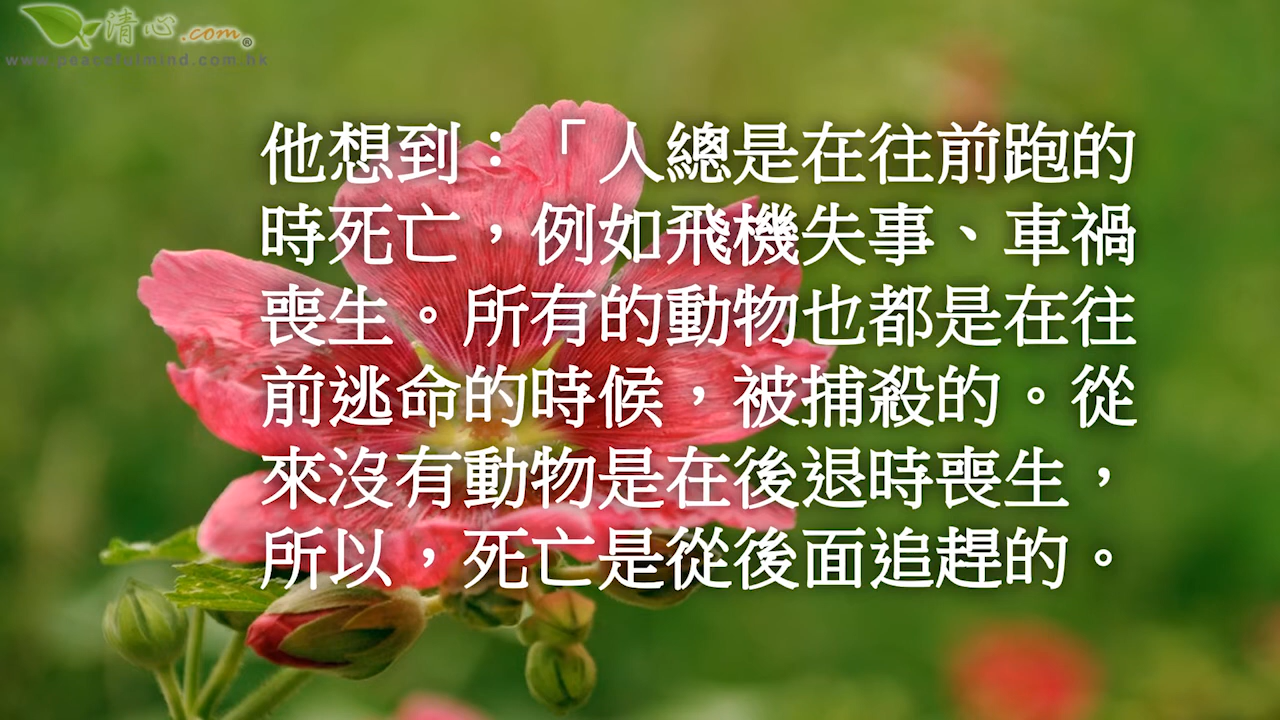 清心.com®
www.peacefulmind.com.hk
他想到：「人總是在往前跑的
時死亡，例如飛機失事、車禍
喪生。所有的動物也都是在往
前逃命的時候，被捕殺的。從
來沒有動物是在後退時喪生，
所以，死亡是從後面追趕的。